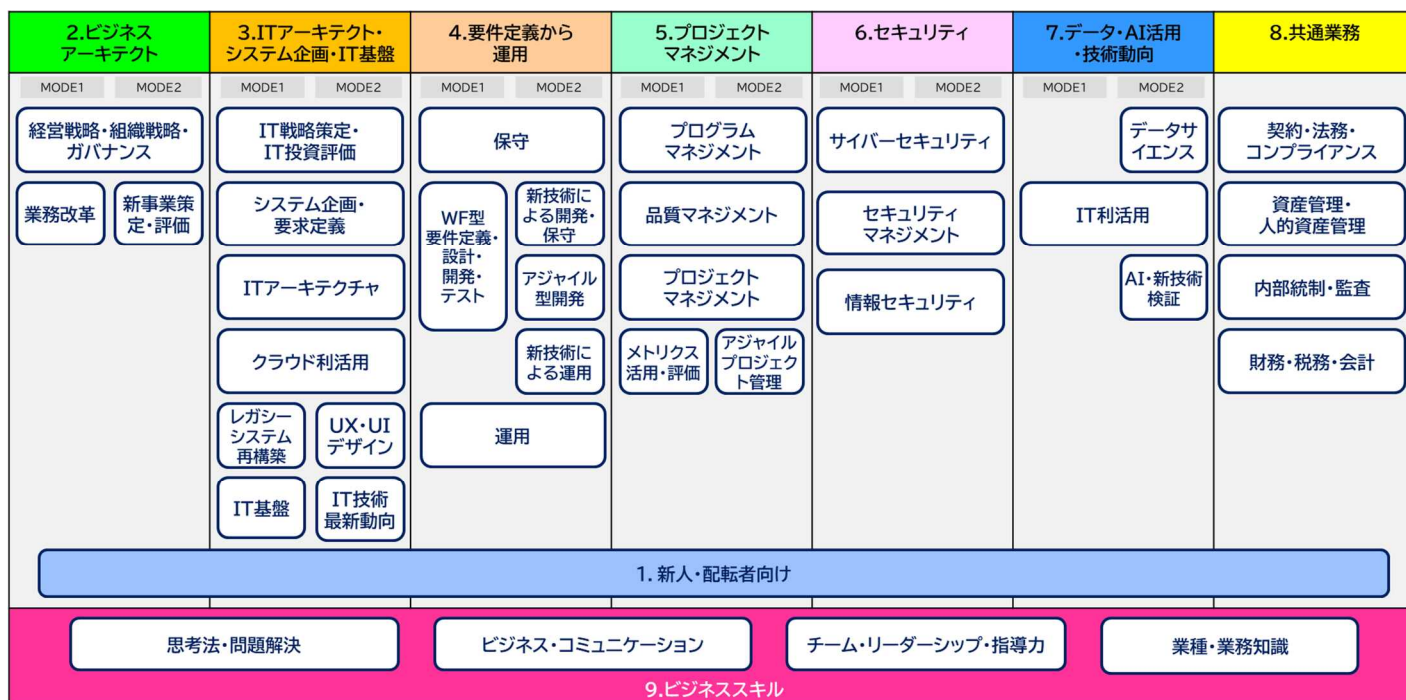 2.ビジネス
アーキテクト
3.ITアーキテクト・
システム企画・IT基盤
4.要件定義から
運用
5.プロジェクト
マネジメント
6.セキュリティ
7.データ・AI活用
・技術動向
8.共通業務
MODE1 MODE2
MODE1 MODE2
MODE1 MODE2
MODE1 MODE2
MODE1 MODE2
MODE1 MODE2
経営戦略・組織戦略・
ガバナンス
業務改革
新事業策
定・評価
IT戦略策定・
IT投資評価
システム企画・
要求定義
ITアーキテクチャ
クラウド利活用
レガシー
システム
再構築
UX・UI
デザイン
IT基盤
IT技術
最新動向
保守
WF型
要件定義・
設計・
開発・
テスト
新技術に
よる開発・
保守
アジャイル
型開発
新技術に
よる運用
運用
プログラム
マネジメント
品質マネジメント
プロジェクト
マネジメント
メトリクス
活用・評価
アジャイル
プロジェク
ト管理
サイバーセキュリティ
セキュリティ
マネジメント
情報セキュリティ
データサ
イエンス
IT利活用
AI・新技術
検証
契約・法務・
コンプライアンス
資産管理・
人的資産管理
内部統制・監査
財務・税務・会計
1. 新人・配転者向け
思考法・問題解決
ビジネス・コミュニケーション
チーム・リーダーシップ・指導力
業種・業務知識
9.ビジネススキル